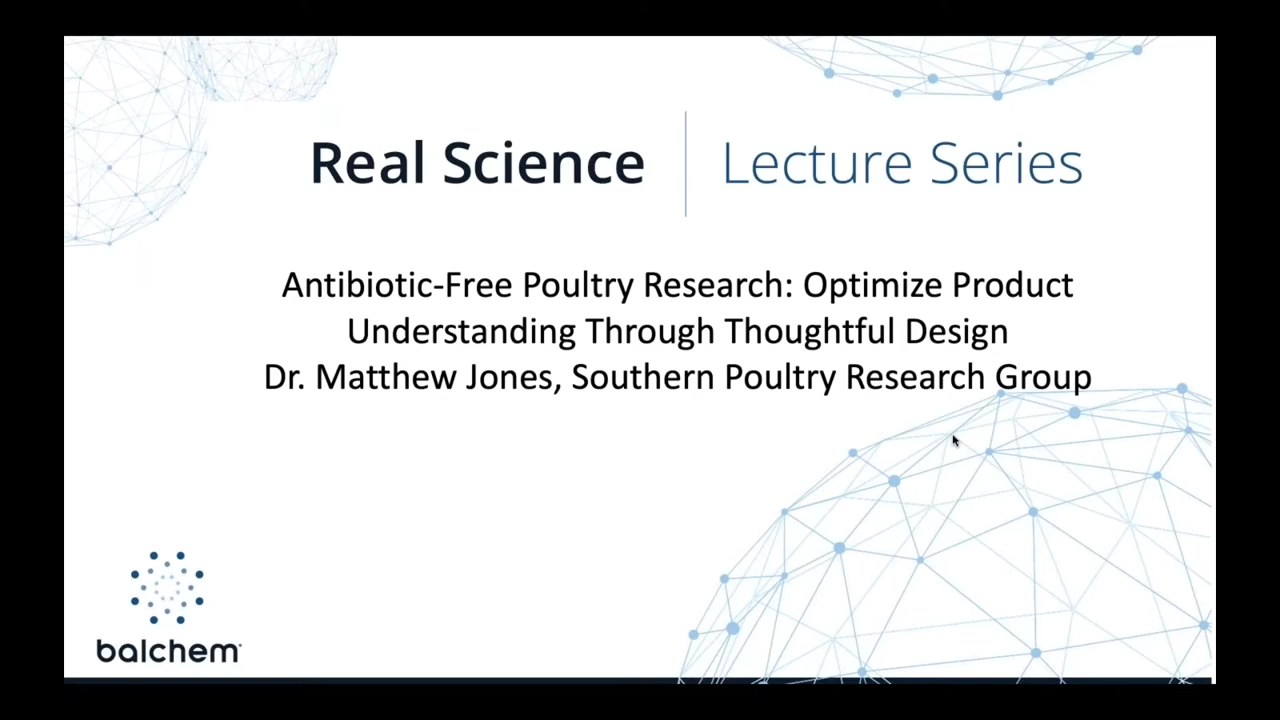 Real Science | Lecture Series
Antibiotic-Free Poultry Research: Optimize Product
Understanding Through Thoughtful Design
Dr. Matthew Jones, Southern Poultry Research Group
balchem